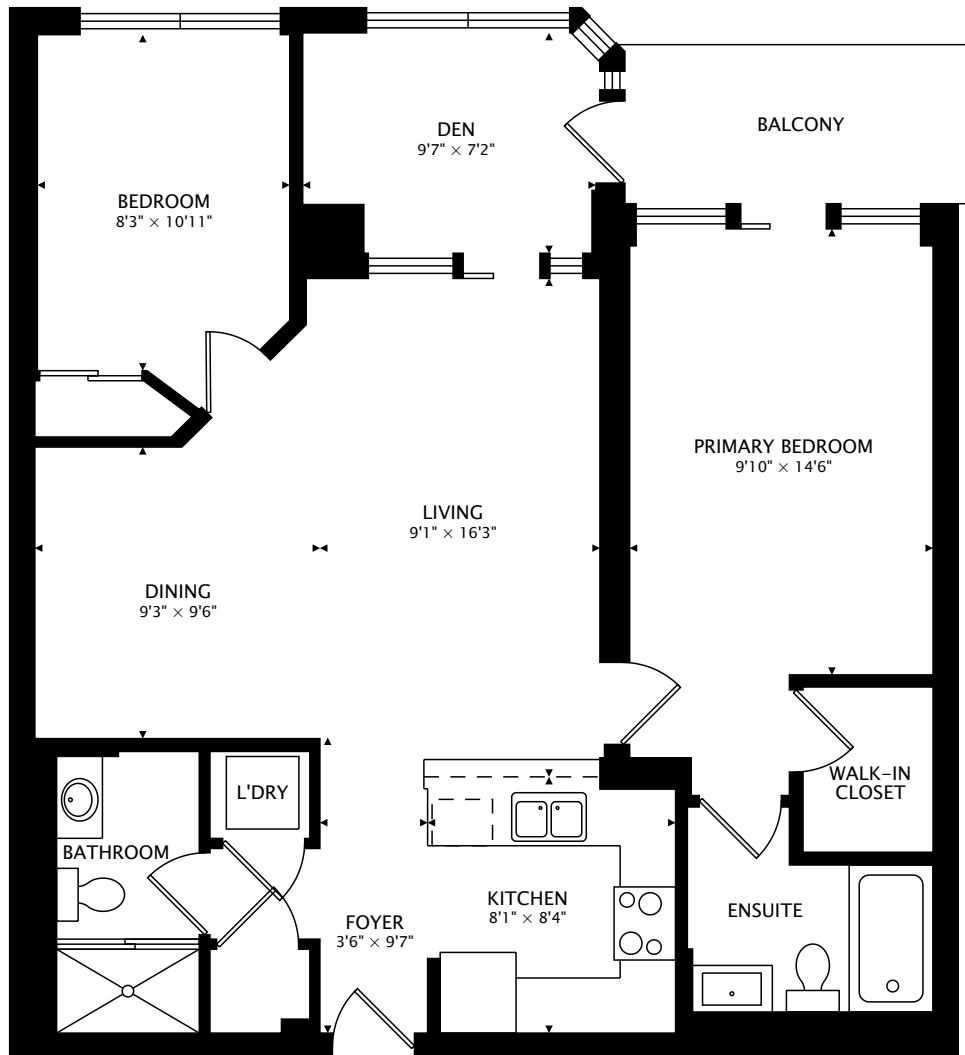 DEN
9'7" × 7'2"
BALCONY
BEDROOM
8'3" × 10'11"
PRIMARY BEDROOM
9'10" × 14'6"
LIVING
9'1" × 16'3"
DINING
9'3" × 9'6"
L'DRY
WALK-IN
CLOSET
BATHROOM
KITCHEN
8'1" × 8'4"
ENSUITE
FOYER
3'6" × 9'7"